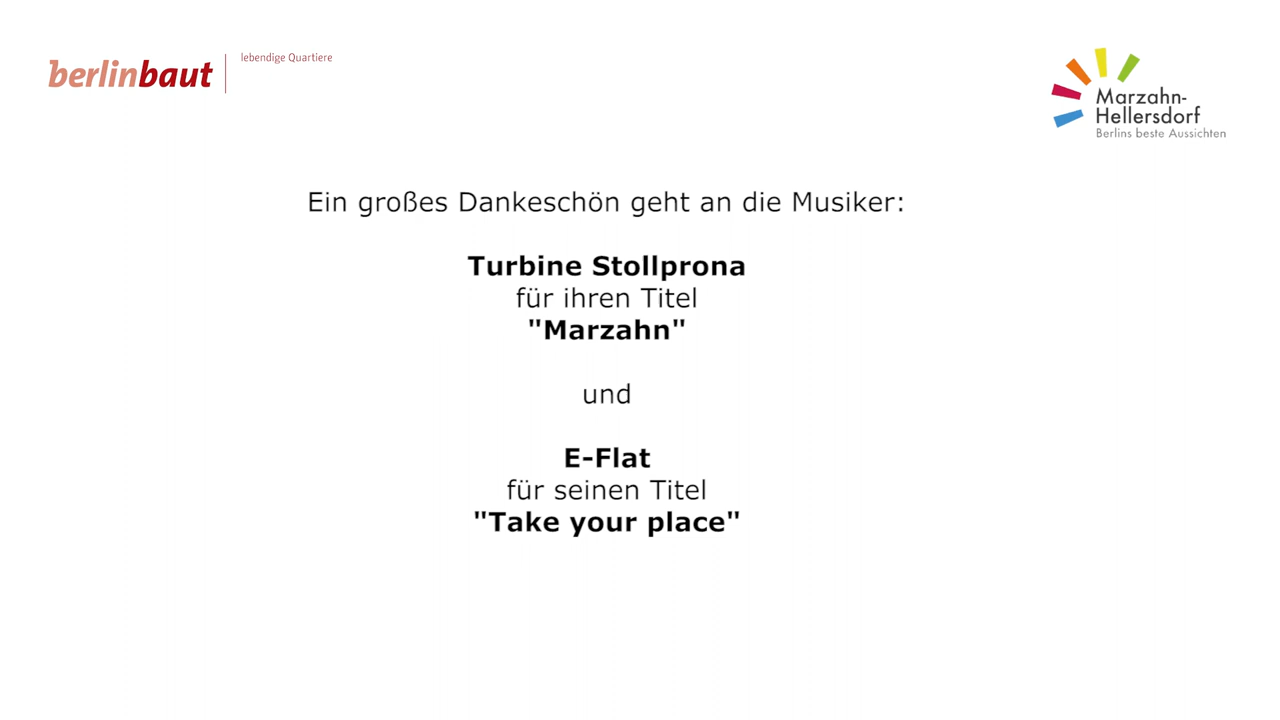 berlinbaut
lebendige Quartiere
Marzahn-
Hellersdorf
Berlins beste Aussichten
Ein großes Dankeschön geht an die Musiker:
Turbine Stollprona
für ihren Titel
"Marzahn"
und
E-Flat
für seinen Titel
"Take your place"